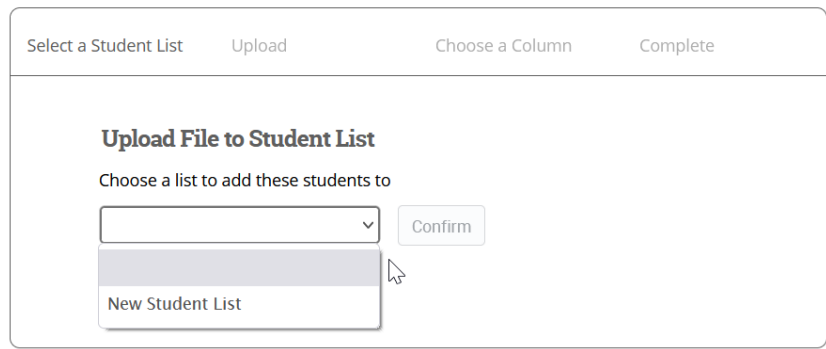 Select a Student List Upload Choose a Column Complete
Upload File to Student List
Choose a list to add these students to
Confirm
New Student List